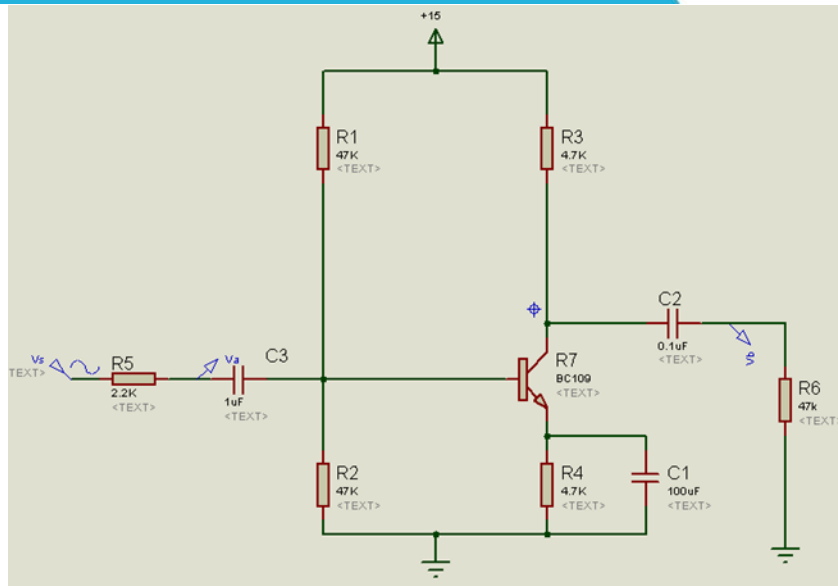 +15
R1
47K
<TEXT>
R3
4.7K
<TEXT>
C2
0.1uF
<TEXT>
Vs
TEXT>
R5
2.2K
<TEXT>
Va
C3
1uF
<TEXT>
R7
BC109
<TEXT>
R6
47k
<TEXT>
R2
47K
<TEXT>
R4
4.7K
<TEXT>
C1
100uF
<TEXT>